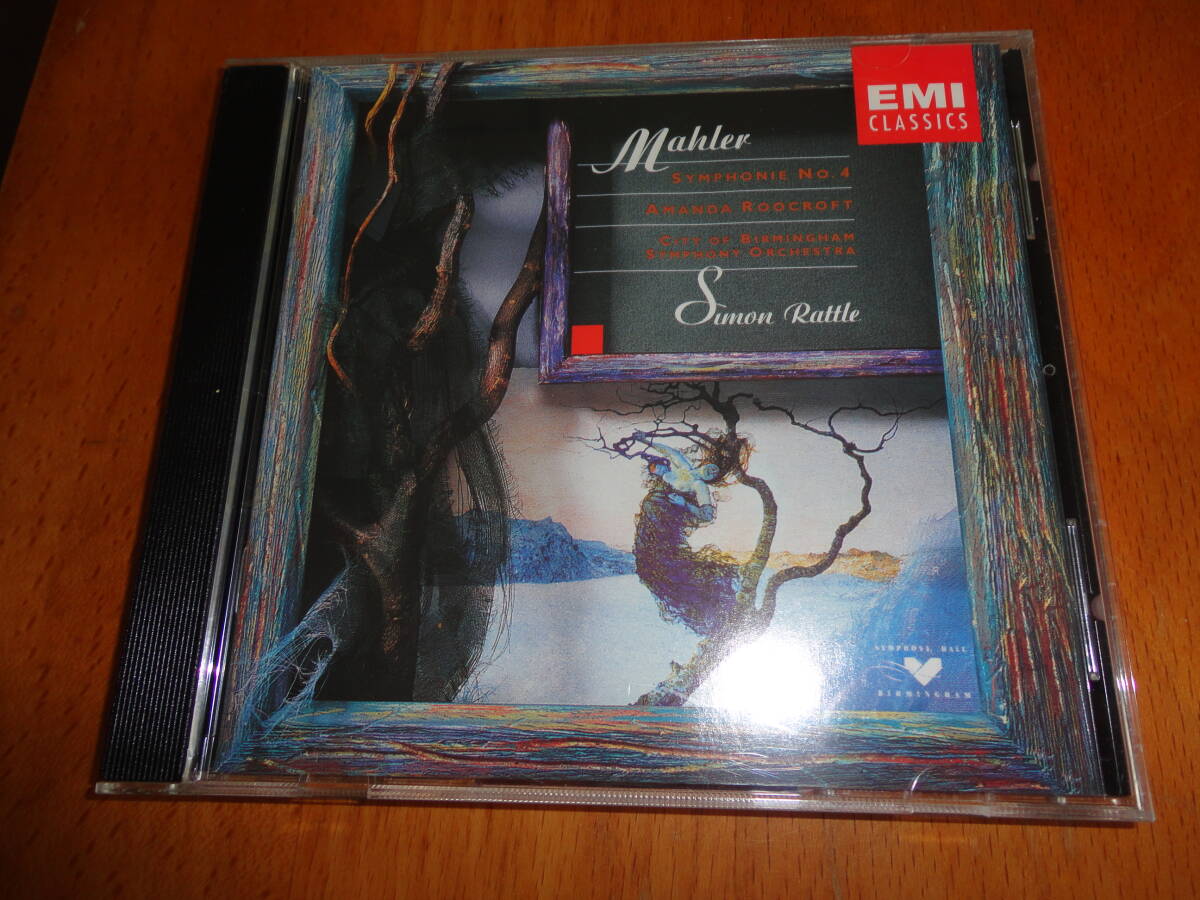 EMI
CLASSICS
Mahler
SYMPHONIE NO. 4
AMANDA ROOCROFT
CITY OF BIRMINGHAM
SYMPHONY ORCHESTRA
Simon Rattle
SYMPHONY HALL
BIRMINGHAM